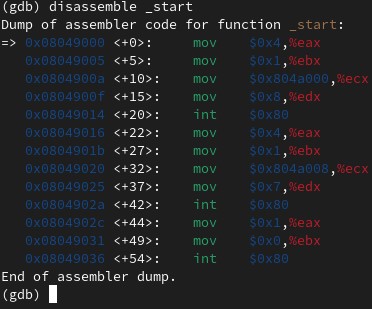 (gdb) disassemble _start
Dump of assembler code for function _start:
=> 0x08049000 <+0>:     mov    $0x4,%eax
   0x08049005 <+5>:     mov    $0x1,%ebx
   0x0804900a <+10>:    mov    $0x804a000,%ecx
   0x0804900f <+15>:    mov    $0x8,%edx
   0x08049014 <+20>:    int    $0x80
   0x08049016 <+22>:    mov    $0x4,%eax
   0x0804901b <+27>:    mov    $0x1,%ebx
   0x08049020 <+32>:    mov    $0x804a008,%ecx
   0x08049025 <+37>:    mov    $0x7,%edx
   0x0804902a <+42>:    int    $0x80
   0x0804902c <+44>:    mov    $0x1,%eax
   0x08049031 <+49>:    mov    $0x0,%ebx
   0x08049036 <+54>:    int    $0x80
End of assembler dump.
(gdb)